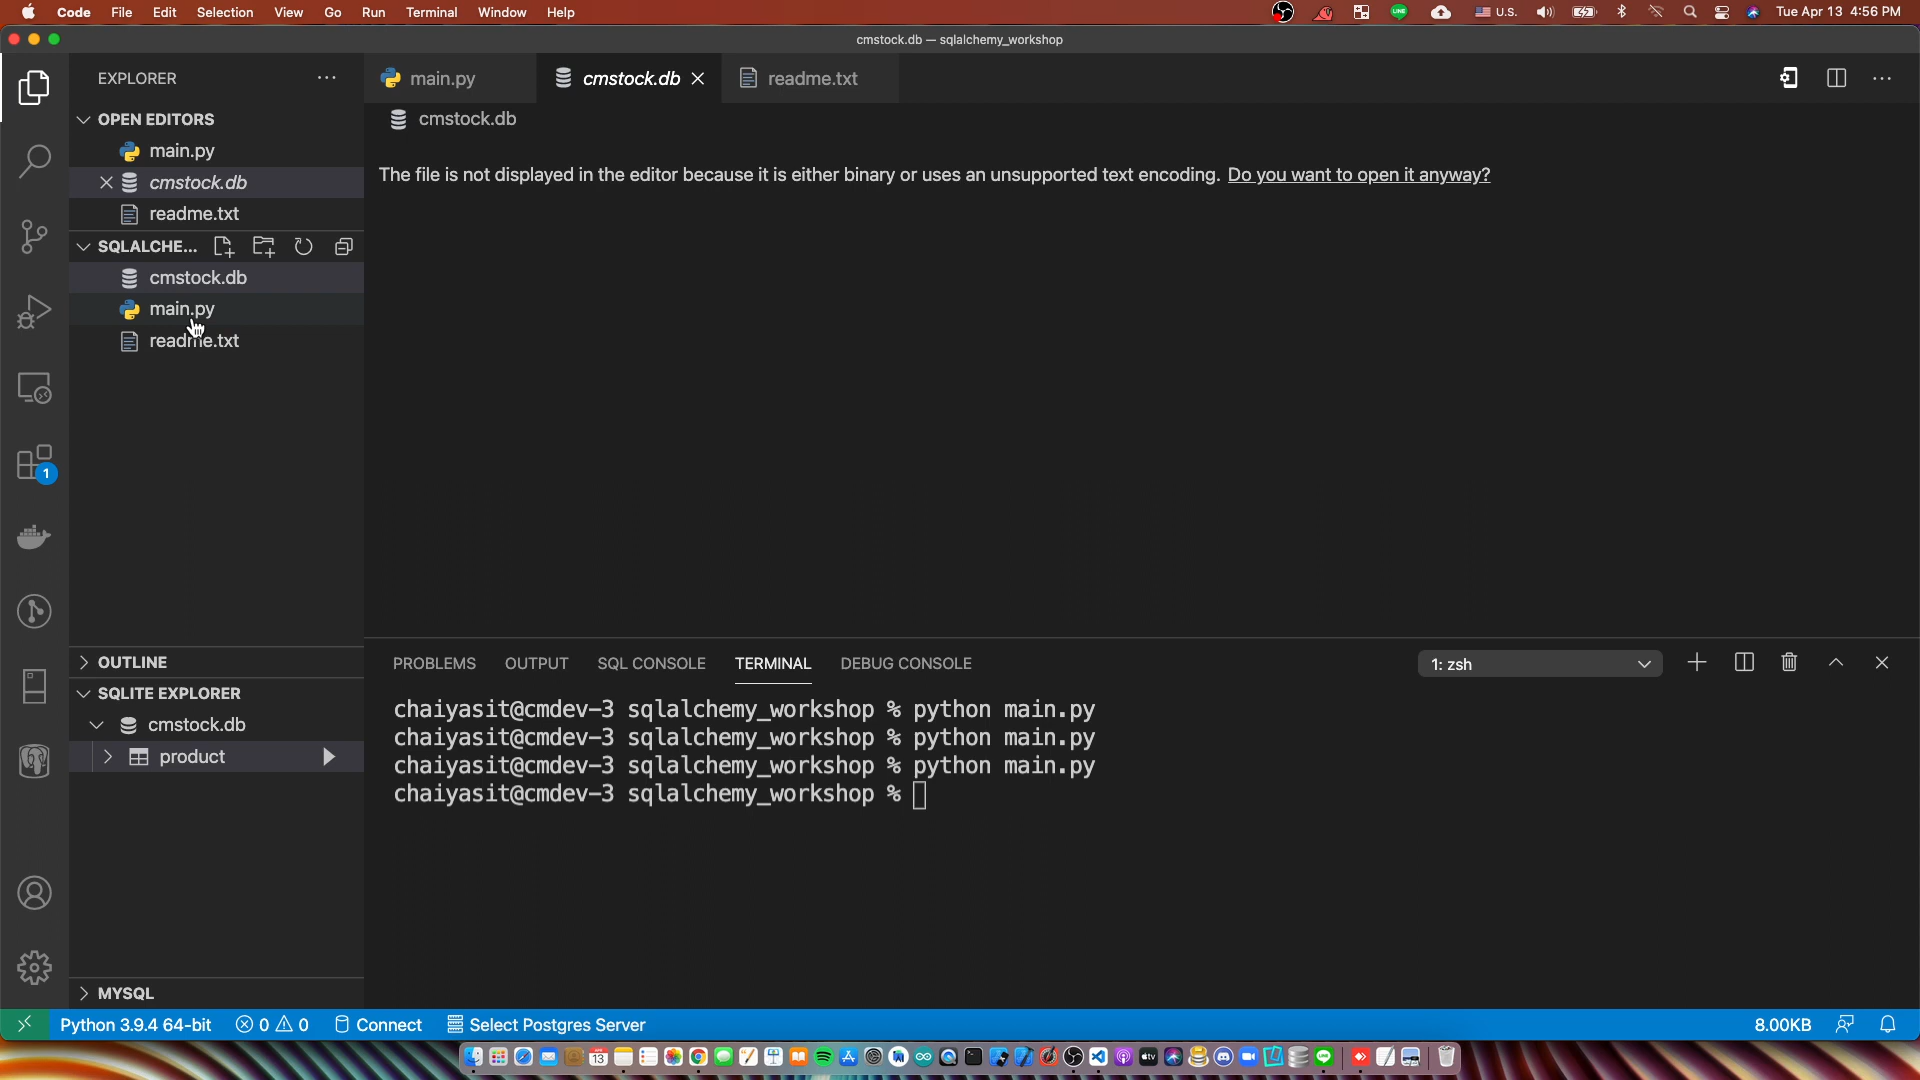 Code File Edit Selection View Go Run Terminal Window Help
LINE U.S. Tue Apr 13 4:56 PM
cmstock.db — sqlalchemy_workshop
EXPLORER
main.py
cmstock.db
readme.txt
OPEN EDITORS
main.py
cmstock.db
readme.txt
cmstock.db
The file is not displayed in the editor because it is either binary or uses an unsupported text encoding. Do you want to open it anyway?
SQLALCHE...
cmstock.db
main.py
readme.txt
1
OUTLINE
SQLITE EXPLORER
cmstock.db
product
MYSQL
PROBLEMS OUTPUT SQL CONSOLE TERMINAL DEBUG CONSOLE
1: zsh
chaiyasit@cmdev-3 sqlalchemy_workshop % python main.py
chaiyasit@cmdev-3 sqlalchemy_workshop % python main.py
chaiyasit@cmdev-3 sqlalchemy_workshop % python main.py
chaiyasit@cmdev-3 sqlalchemy_workshop %
Python 3.9.4 64-bit 0 0 Connect Select Postgres Server 8.00KB
13 tv